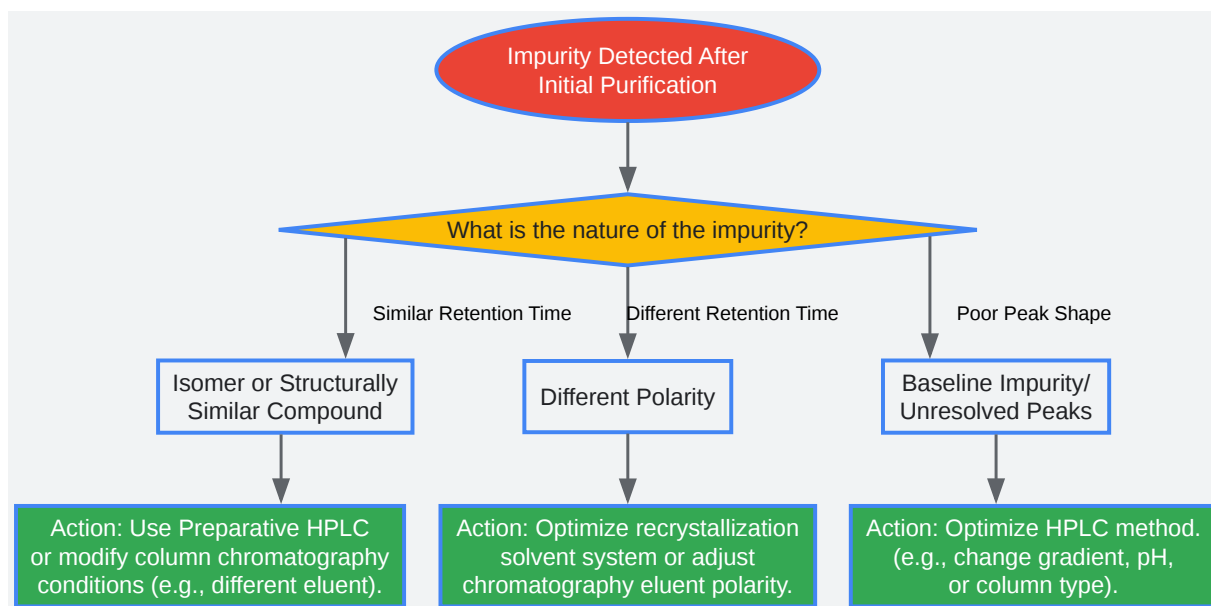 Impurity Detected After
Initial Purification
What is the nature of the impurity?
Similar Retention Time
Different Retention Time
Poor Peak Shape
Isomer or Structurally
Similar Compound
Different Polarity
Baseline Impurity/
Unresolved Peaks
Action: Use Preparative HPLC
or modify column chromatography
conditions (e.g., different eluent).
Action: Optimize recrystallization
solvent system or adjust
chromatography eluent polarity.
Action: Optimize HPLC method.
(e.g., change gradient, pH,
or column type).